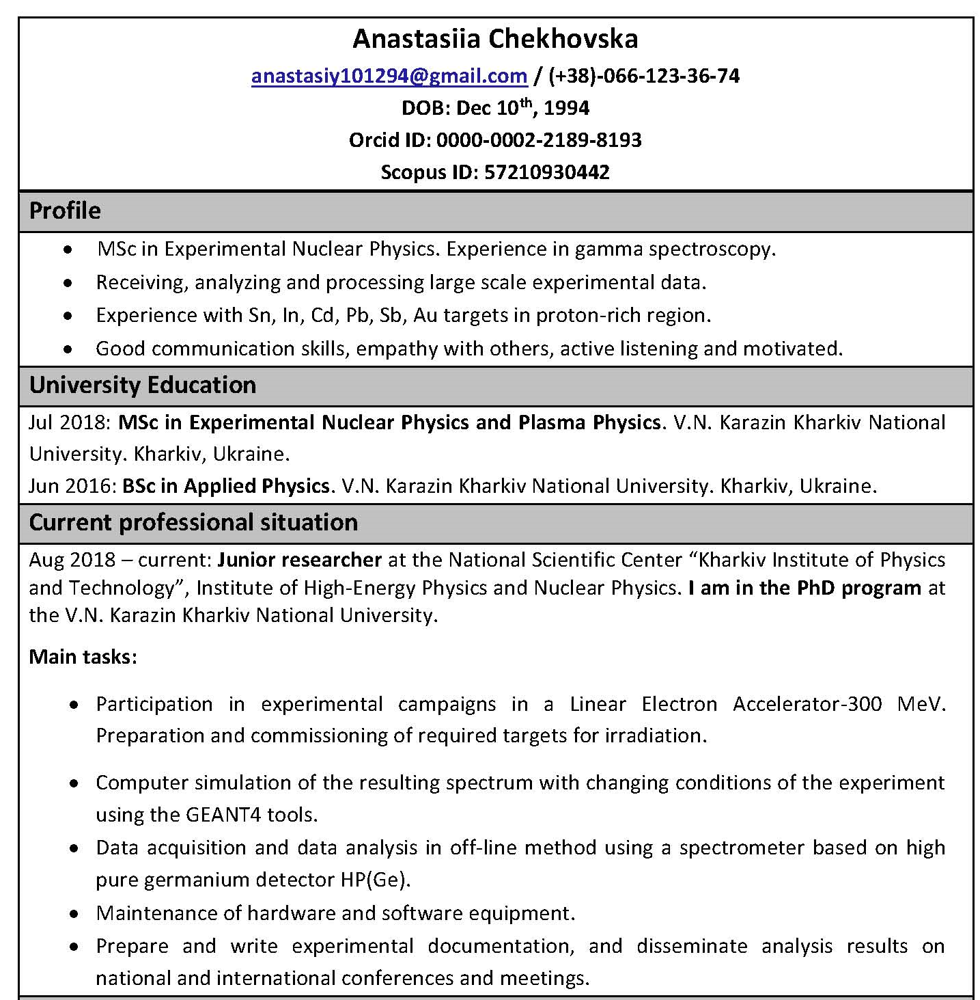 Anastasiia Chekhovska
anastasiy101294@gmail.com / (+38)-066-123-36-74
DOB: Dec 10th, 1994
Orcid ID: 0000-0002-2189-8193
Scopus ID: 57210930442
Profile
• MSc in Experimental Nuclear Physics. Experience in gamma spectroscopy.
• Receiving, analyzing and processing large scale experimental data.
• Experience with Sn, In, Cd, Pb, Sb, Au targets in proton-rich region.
• Good communication skills, empathy with others, active listening and motivated.
University Education
Jul 2018: MSc in Experimental Nuclear Physics and Plasma Physics. V.N. Karazin Kharkiv National
University. Kharkiv, Ukraine.
Jun 2016: BSc in Applied Physics. V.N. Karazin Kharkiv National University. Kharkiv, Ukraine.
Current professional situation
Aug 2018 – current: Junior researcher at the National Scientific Center “Kharkiv Institute of Physics
and Technology”, Institute of High-Energy Physics and Nuclear Physics. I am in the PhD program at
the V.N. Karazin Kharkiv National University.
Main tasks:
• Participation in experimental campaigns in a Linear Electron Accelerator-300 MeV.
Preparation and commissioning of required targets for irradiation.
• Computer simulation of the resulting spectrum with changing conditions of the experiment
using the GEANT4 tools.
• Data acquisition and data analysis in off-line method using a spectrometer based on high
pure germanium detector HP(Ge).
• Maintenance of hardware and software equipment.
• Prepare and write experimental documentation, and disseminate analysis results on
national and international conferences and meetings.